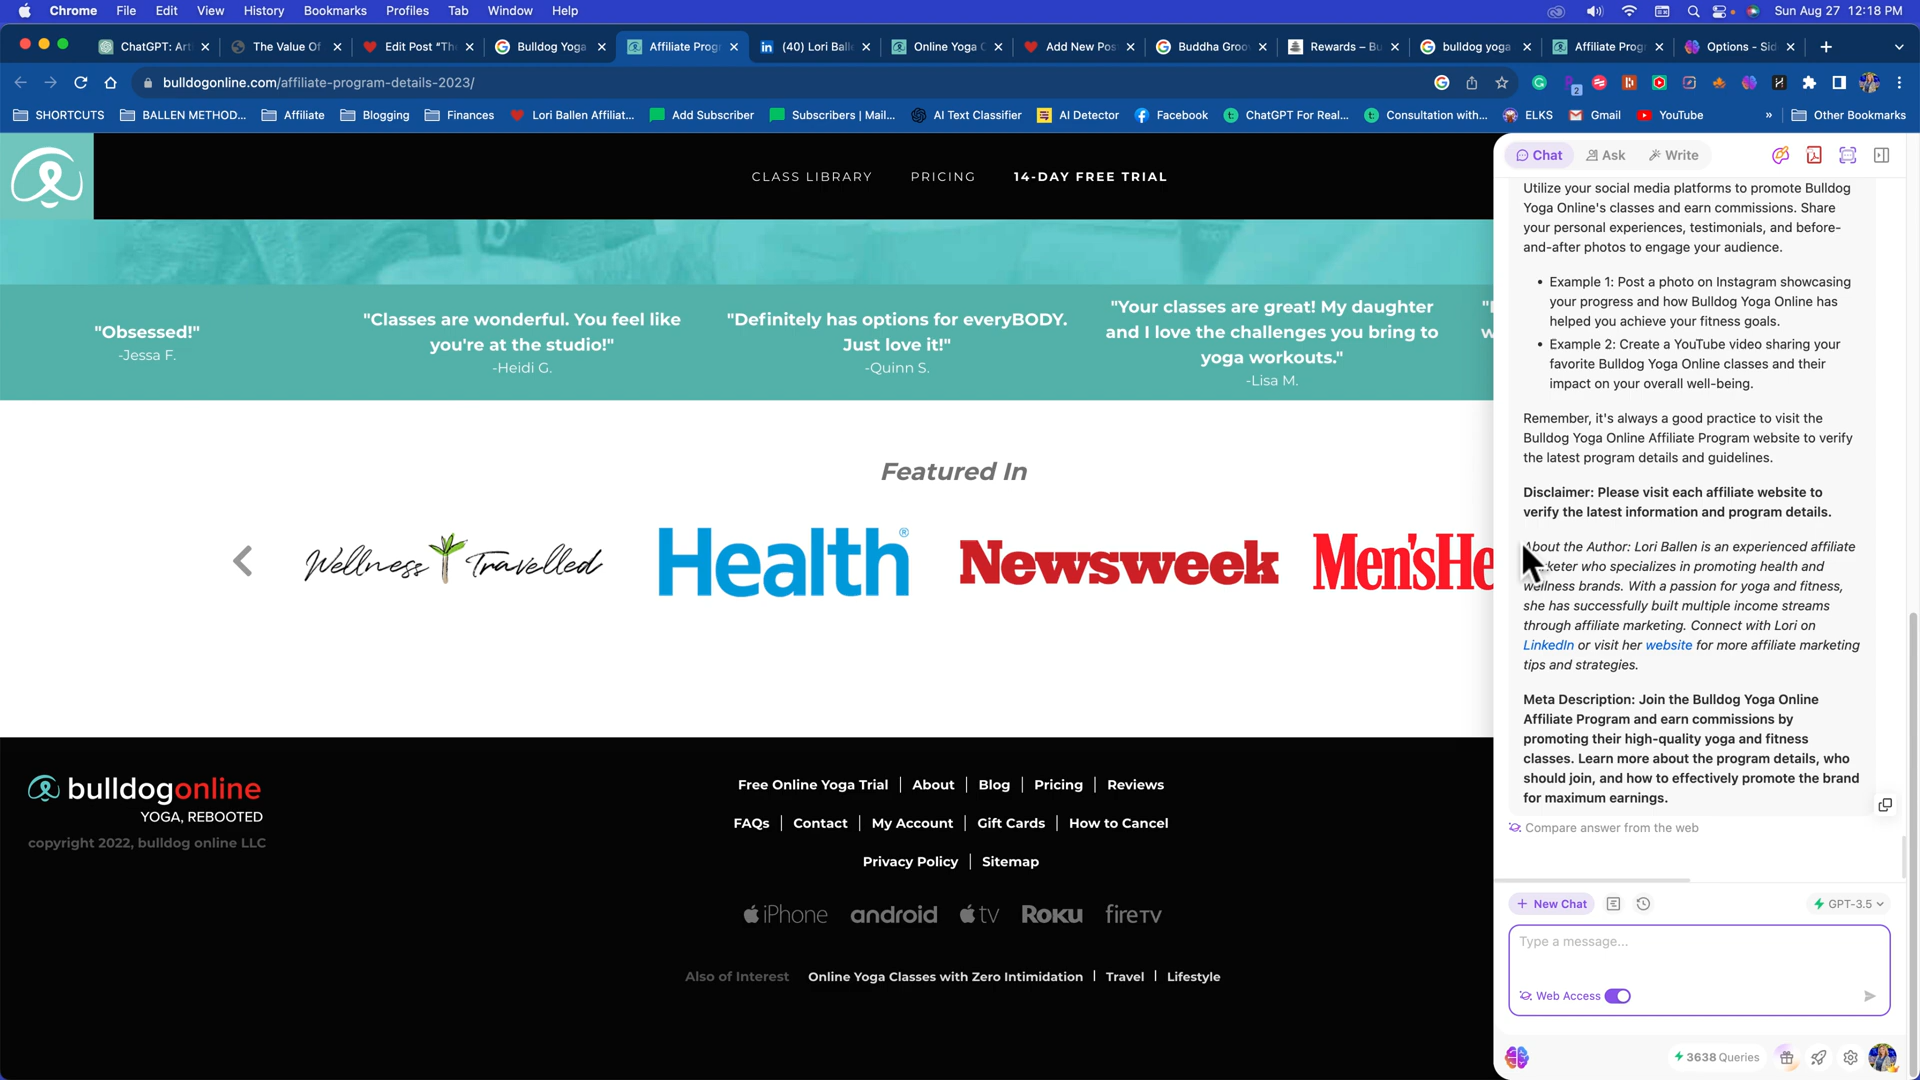 Chrome File Edit View History Bookmarks Profiles Tab Window Help Sun Aug 27 12:18 PM
ChatGPT: Arti The Value Of Edit Post “The Bulldog Yoga Affiliate Prog (40) Lori Ball Online Yoga C Add New Pos Buddha Groo Rewards – Bu bulldog yoga Affiliate Prog Options - Sid
bulldogonline.com/affiliate-program-details-2023/
2
SHORTCUTS BALLEN METHOD... Affiliate Blogging Finances Lori Ballen Affiliat... Add Subscriber Subscribers | Mail... AI Text Classifier AI Detector Facebook ChatGPT For Real... Consultation with... ELKS Gmail YouTube » Other Bookmarks
CLASS LIBRARY PRICING 14-DAY FREE TRIAL
"Obsessed!"
-Jessa F.
"Classes are wonderful. You feel like
you're at the studio!"
-Heidi G.
"Definitely has options for everyBODY.
Just love it!"
-Quinn S.
"Your classes are great! My daughter
and I love the challenges you bring to
yoga workouts."
-Lisa M.
Featured In
Wellness Travelled
Health®
Newsweek
Men'sHe
bulldogonline
YOGA, REBOOTED
copyright 2022, bulldog online LLC
Free Online Yoga Trial | About | Blog | Pricing | Reviews
FAQs | Contact | My Account | Gift Cards | How to Cancel
Privacy Policy | Sitemap
iPhone android tv ROKU fireTV
Also of Interest Online Yoga Classes with Zero Intimidation | Travel | Lifestyle
Chat Ask Write
Utilize your social media platforms to promote Bulldog
Yoga Online's classes and earn commissions. Share
your personal experiences, testimonials, and before-
and-after photos to engage your audience.
• Example 1: Post a photo on Instagram showcasing
your progress and how Bulldog Yoga Online has
helped you achieve your fitness goals.
• Example 2: Create a YouTube video sharing your
favorite Bulldog Yoga Online classes and their
impact on your overall well-being.
Remember, it's always a good practice to visit the
Bulldog Yoga Online Affiliate Program website to verify
the latest program details and guidelines.
Disclaimer: Please visit each affiliate website to
verify the latest information and program details.
About the Author: Lori Ballen is an experienced affiliate
keter who specializes in promoting health and
wellness brands. With a passion for yoga and fitness,
she has successfully built multiple income streams
through affiliate marketing. Connect with Lori on
LinkedIn or visit her website for more affiliate marketing
tips and strategies.
Meta Description: Join the Bulldog Yoga Online
Affiliate Program and earn commissions by
promoting their high-quality yoga and fitness
classes. Learn more about the program details, who
should join, and how to effectively promote the brand
for maximum earnings.
Compare answer from the web
+ New Chat GPT-3.5
Type a message...
Web Access
3638 Queries